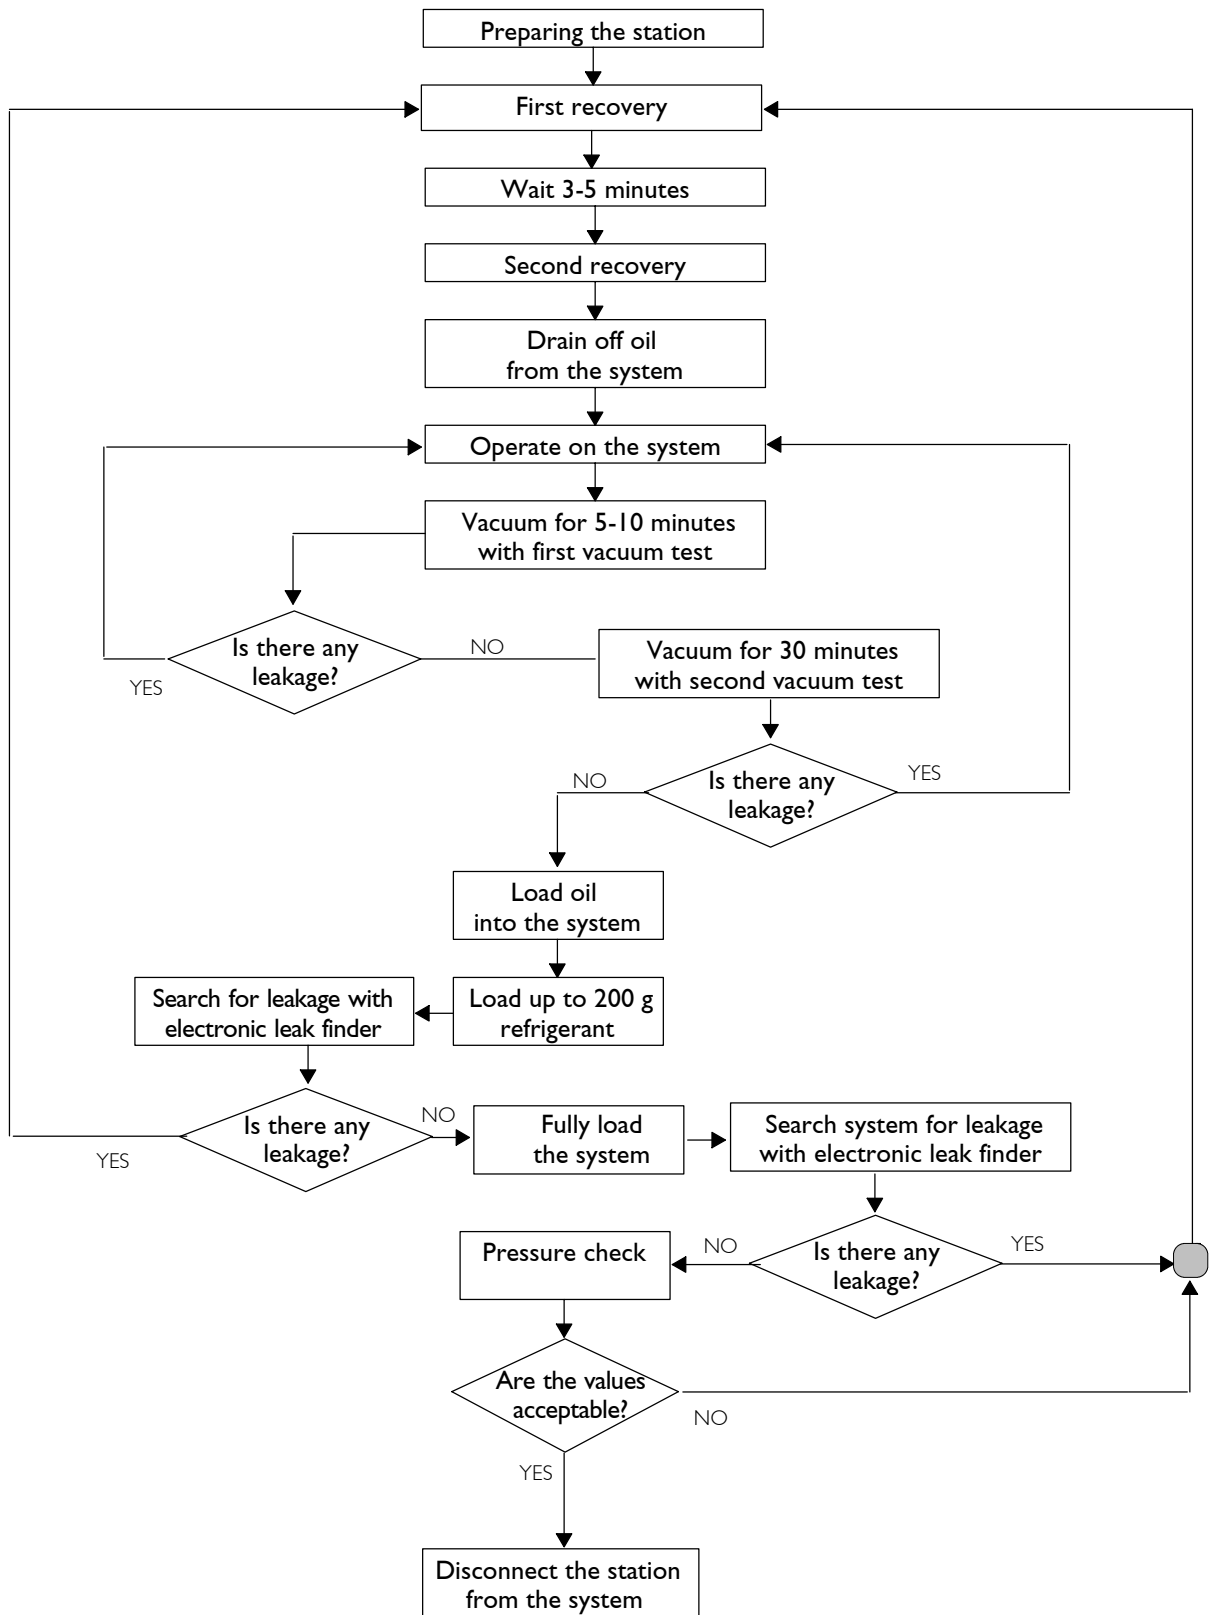 Preparing the station
First recovery
Wait 3-5 minutes
Second recovery
Drain off oil
from the system
Operate on the system
Vacuum for 5-10 minutes
with first vacuum test
Is there any
leakage?
YES
NO
Vacuum for 30 minutes
with second vacuum test
Is there any
leakage?
NO
YES
Load oil
into the system
Load up to 200 g
refrigerant
Search for leakage with
electronic leak finder
Is there any
leakage?
YES
NO
Fully load
the system
Search system for leakage
with electronic leak finder
Is there any
leakage?
NO
YES
Pressure check
Are the values
acceptable?
NO
YES
Disconnect the station
from the system